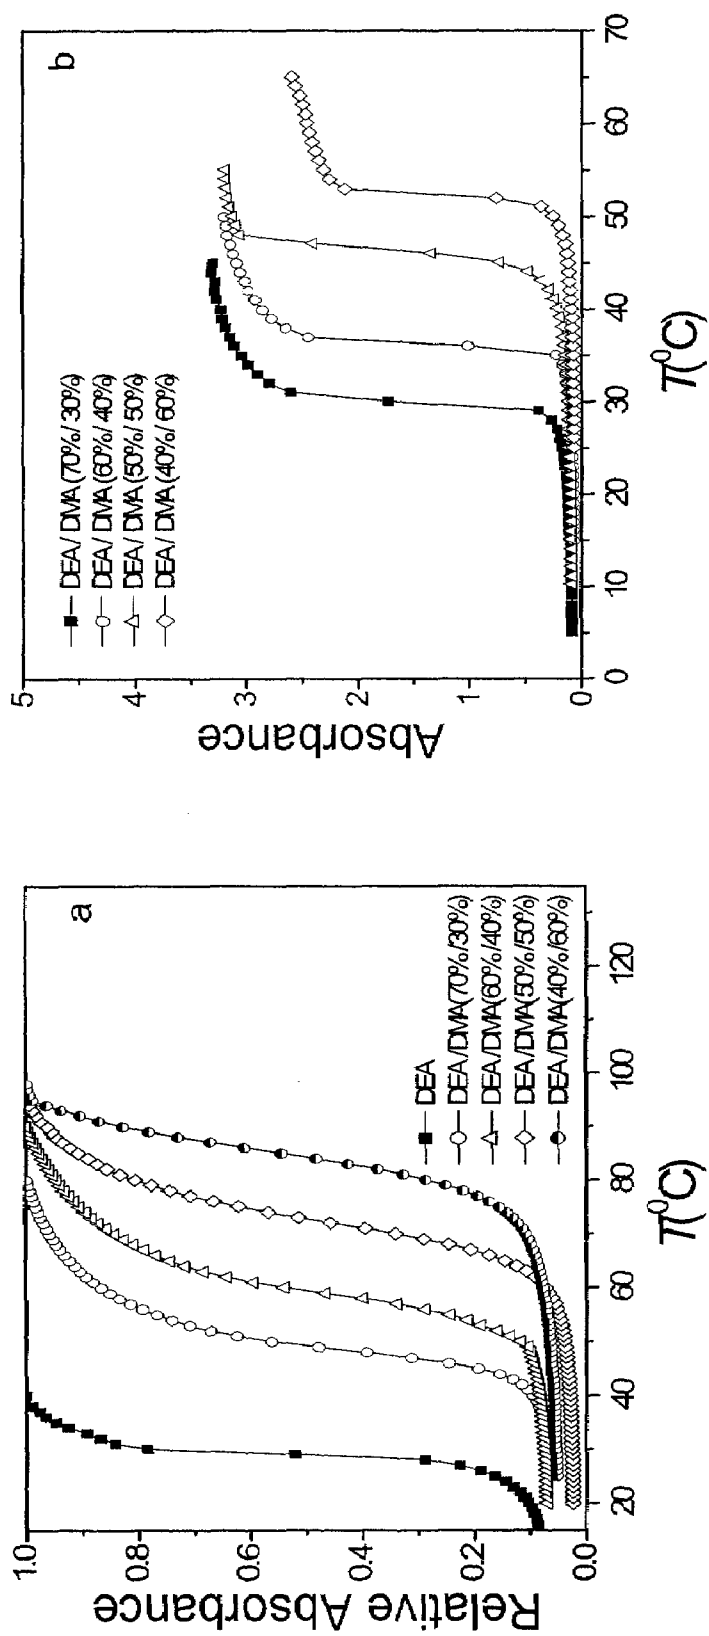 a
Relative Absorbance
1.0
0.8
0.6
0.4
0.2
0.0
20
40
60
80
100
120
T(⁰C)
DEA
DEA/DMA(70%/30%)
DEA/DMA(60%/40%)
DEA/DMA(50%/50%)
DEA/DMA(40%/60%)
b
Absorbance
5
4
3
2
1
0
0
10
20
30
40
50
60
70
T(⁰C)
DEA/ DMA(70%/ 30%)
DEA/ DMA(60%/ 40%)
DEA/ DMA(50%/ 50%)
DEA/ DMA(40%/ 60%)